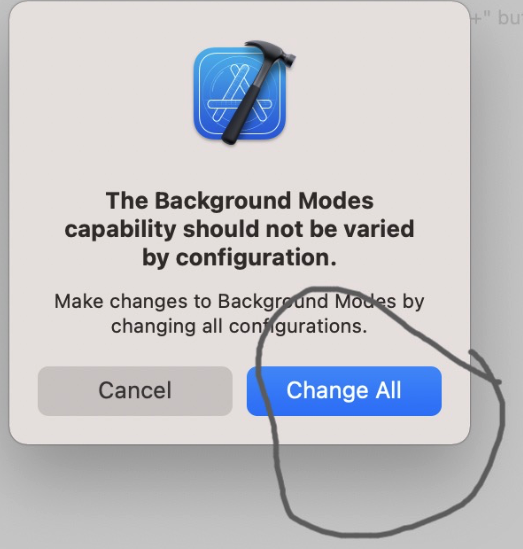 +" but
The Background Modes
capability should not be varied
by configuration.
Make changes to Background Modes by
changing all configurations.
Cancel
Change All